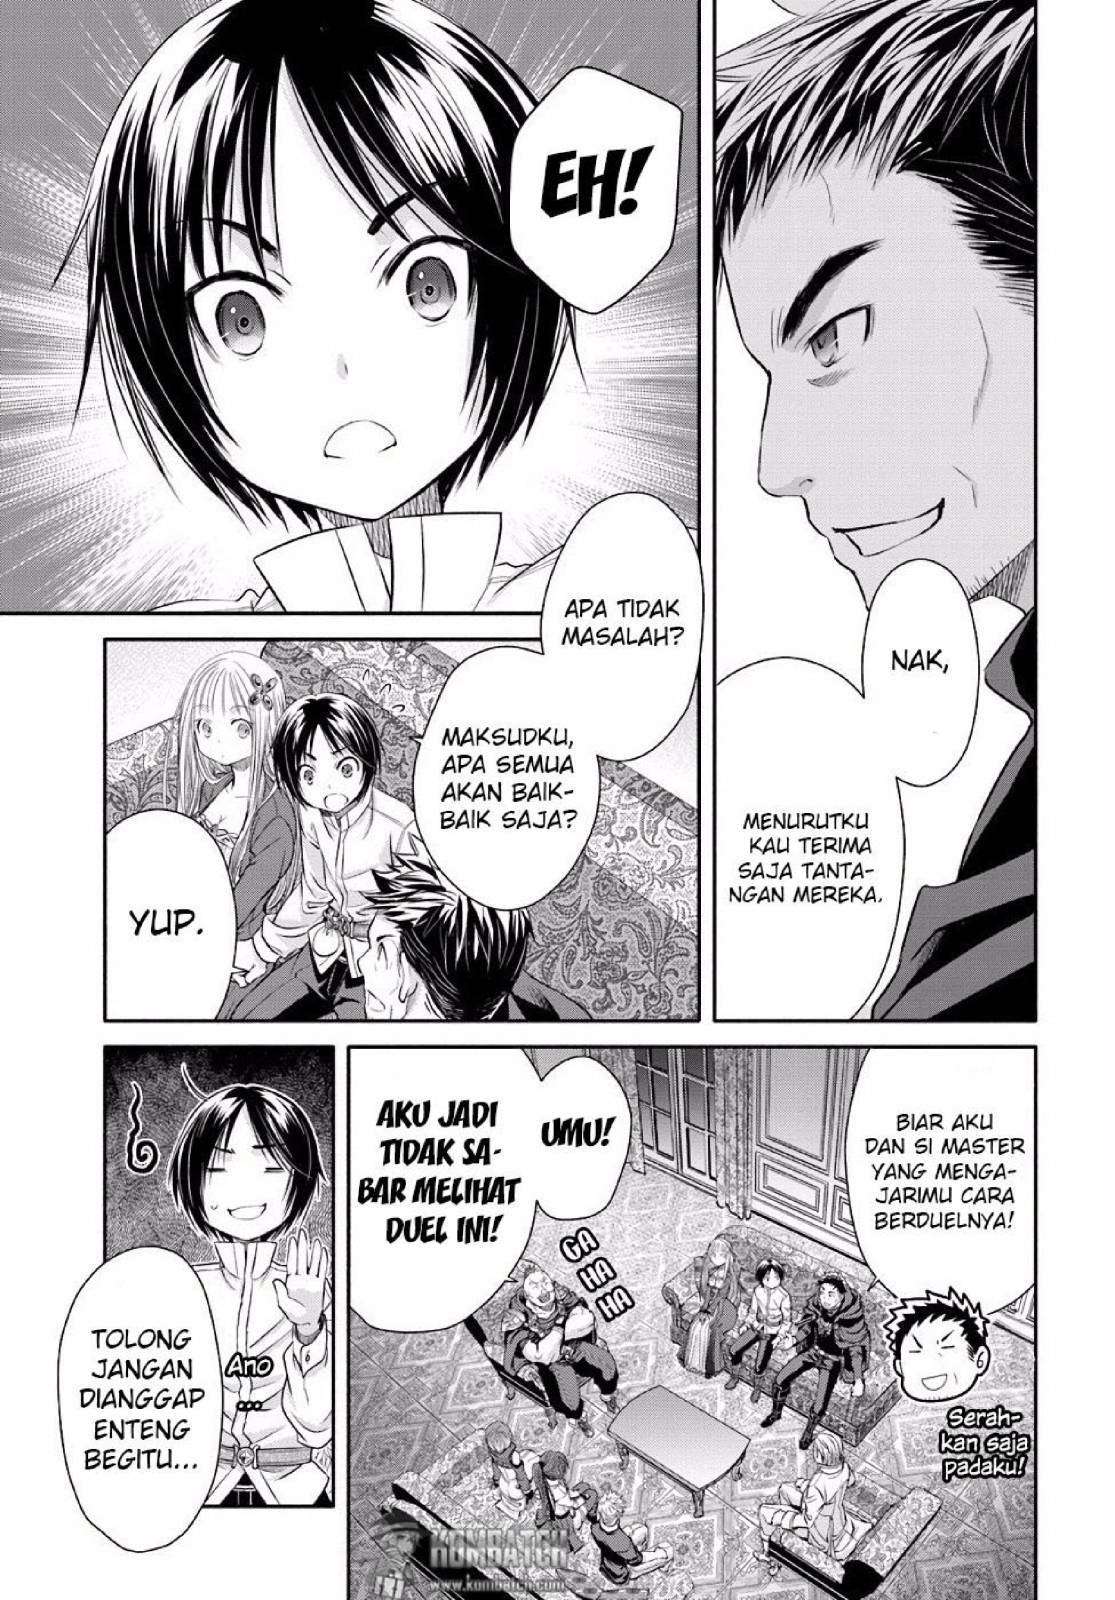 NAK,
MENURUTKU
KAU TERIMA
SAJA TANTA-
NGAN MEREKA.
EH!
APA TIDAK
MASALAH?
MAKSUDKU,
APA SEMUA
AKAN BAIK-
BAIK SAJA?
YUP.
BIAR AKU
DAN SI MASTER
YANG MENGA-
JARIMU CARA
BERDUELNYA!
Serah-
kan saja
padaku!
UMU!
AKU JADI
TIDAK SA-
BAR MELIHAT
DUEL INI!
GA
HA
HA
Ano
...
TOLONG
JANGAN
DIANGGAP
ENTENG
BEGITU...
KOMBATCH
KOMBATCH
www.kombatch.com